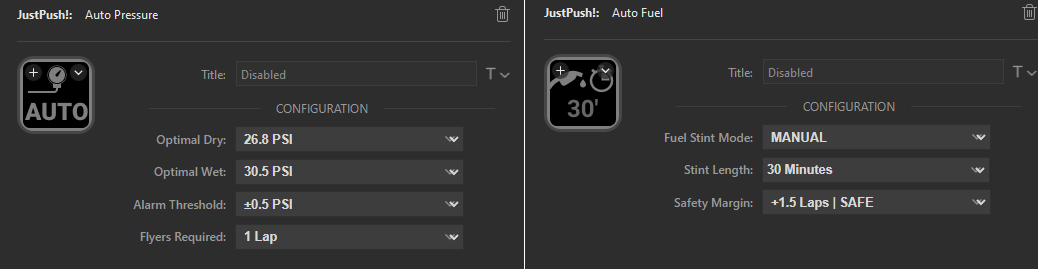 JustPush!: Auto Pressure
AUTO
Title: Disabled T
CONFIGURATION
Optimal Dry: 26.8 PSI
Optimal Wet: 30.5 PSI
Alarm Threshold: ±0.5 PSI
Flyers Required: 1 Lap
JustPush!: Auto Fuel
30'
Title: Disabled T
CONFIGURATION
Fuel Stint Mode: MANUAL
Stint Length: 30 Minutes
Safety Margin: +1.5 Laps | SAFE